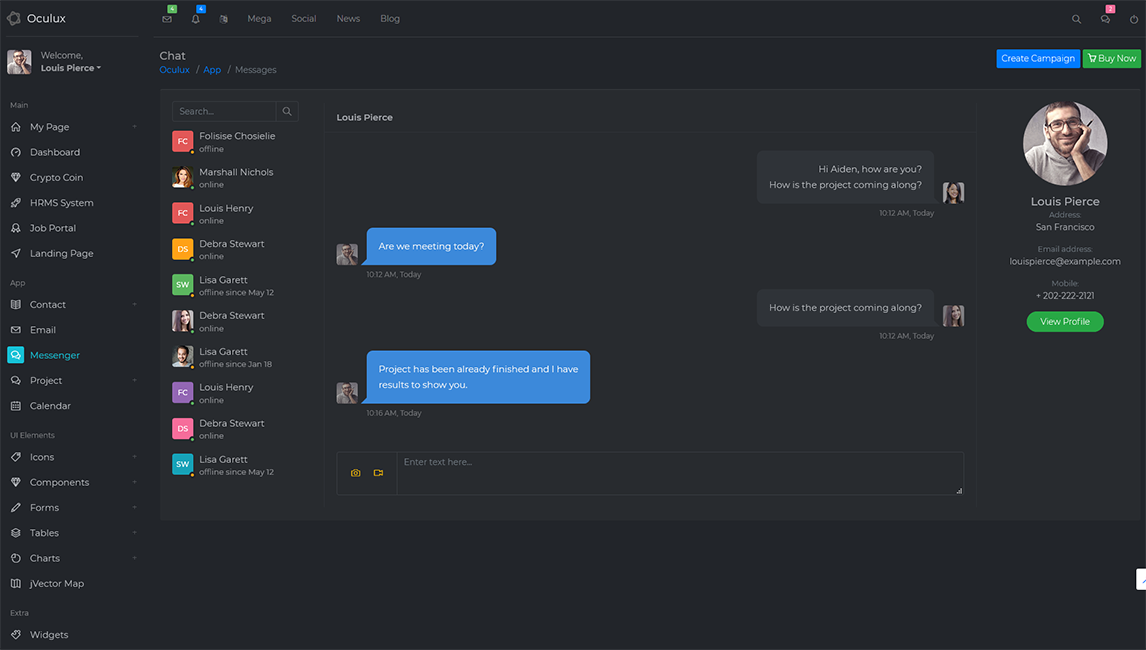 Oculux
4
4
Mega
Social
News
Blog
2
Welcome,
Louis Pierce
Chat
Oculux / App / Messages
Create Campaign
Buy Now
Main
My Page
Dashboard
Crypto Coin
HRMS System
Job Portal
Landing Page
App
Contact
Email
Messenger
Project
Calendar
UI Elements
Icons
Components
Forms
Tables
Charts
jVector Map
Extra
Widgets
Search...
FC
Folisise Chosielie
offline
Marshall Nichols
online
FC
Louis Henry
online
DS
Debra Stewart
online
SW
Lisa Garett
offline since May 12
Debra Stewart
online
Lisa Garett
offline since Jan 18
FC
Louis Henry
online
DS
Debra Stewart
online
SW
Lisa Garett
offline since May 12
Louis Pierce
Hi Aiden, how are you?
How is the project coming along?
10:12 AM, Today
Are we meeting today?
10:12 AM, Today
How is the project coming along?
10:12 AM, Today
Project has been already finished and I have
results to show you.
10:16 AM, Today
Enter text here...
Louis Pierce
Address:
San Francisco
Email address:
louispierce@example.com
Mobile
+ 202-222-2121
View Profile